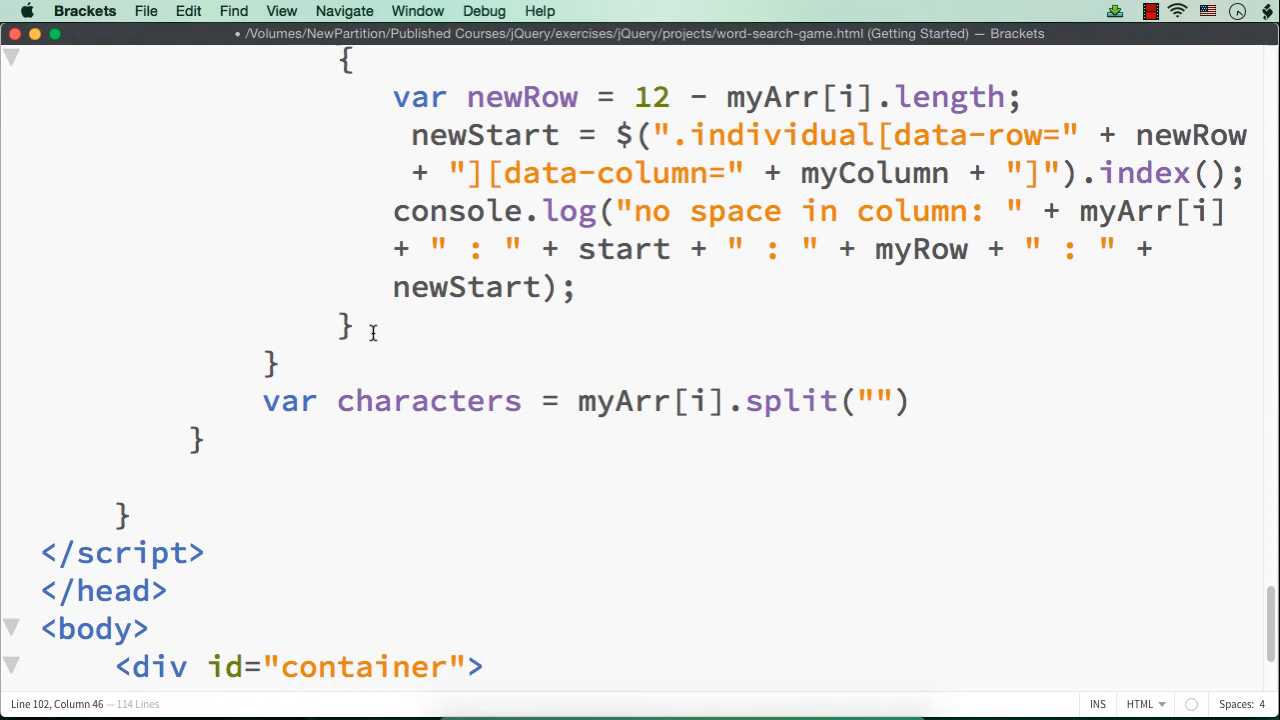 Brackets File Edit Find View Navigate Window Debug Help
• /Volumes/NewPartition/Published Courses/jQuery/exercises/jQuery/projects/word-search-game.html (Getting Started) — Brackets
{
var newRow = 12 - myArr[i].length;
newStart = $(".individual[data-row=" + newRow
+ "][data-column=" + myColumn + "]").index();
console.log("no space in column: " + myArr[i]
+ " : " + start + " : " + myRow + " : " +
newStart);
}
}
var characters = myArr[i].split("")
}
}
</script>
</head>
<body>
<div id="container">
Line 102, Column 46 — 114 Lines
INS HTML Spaces: 4